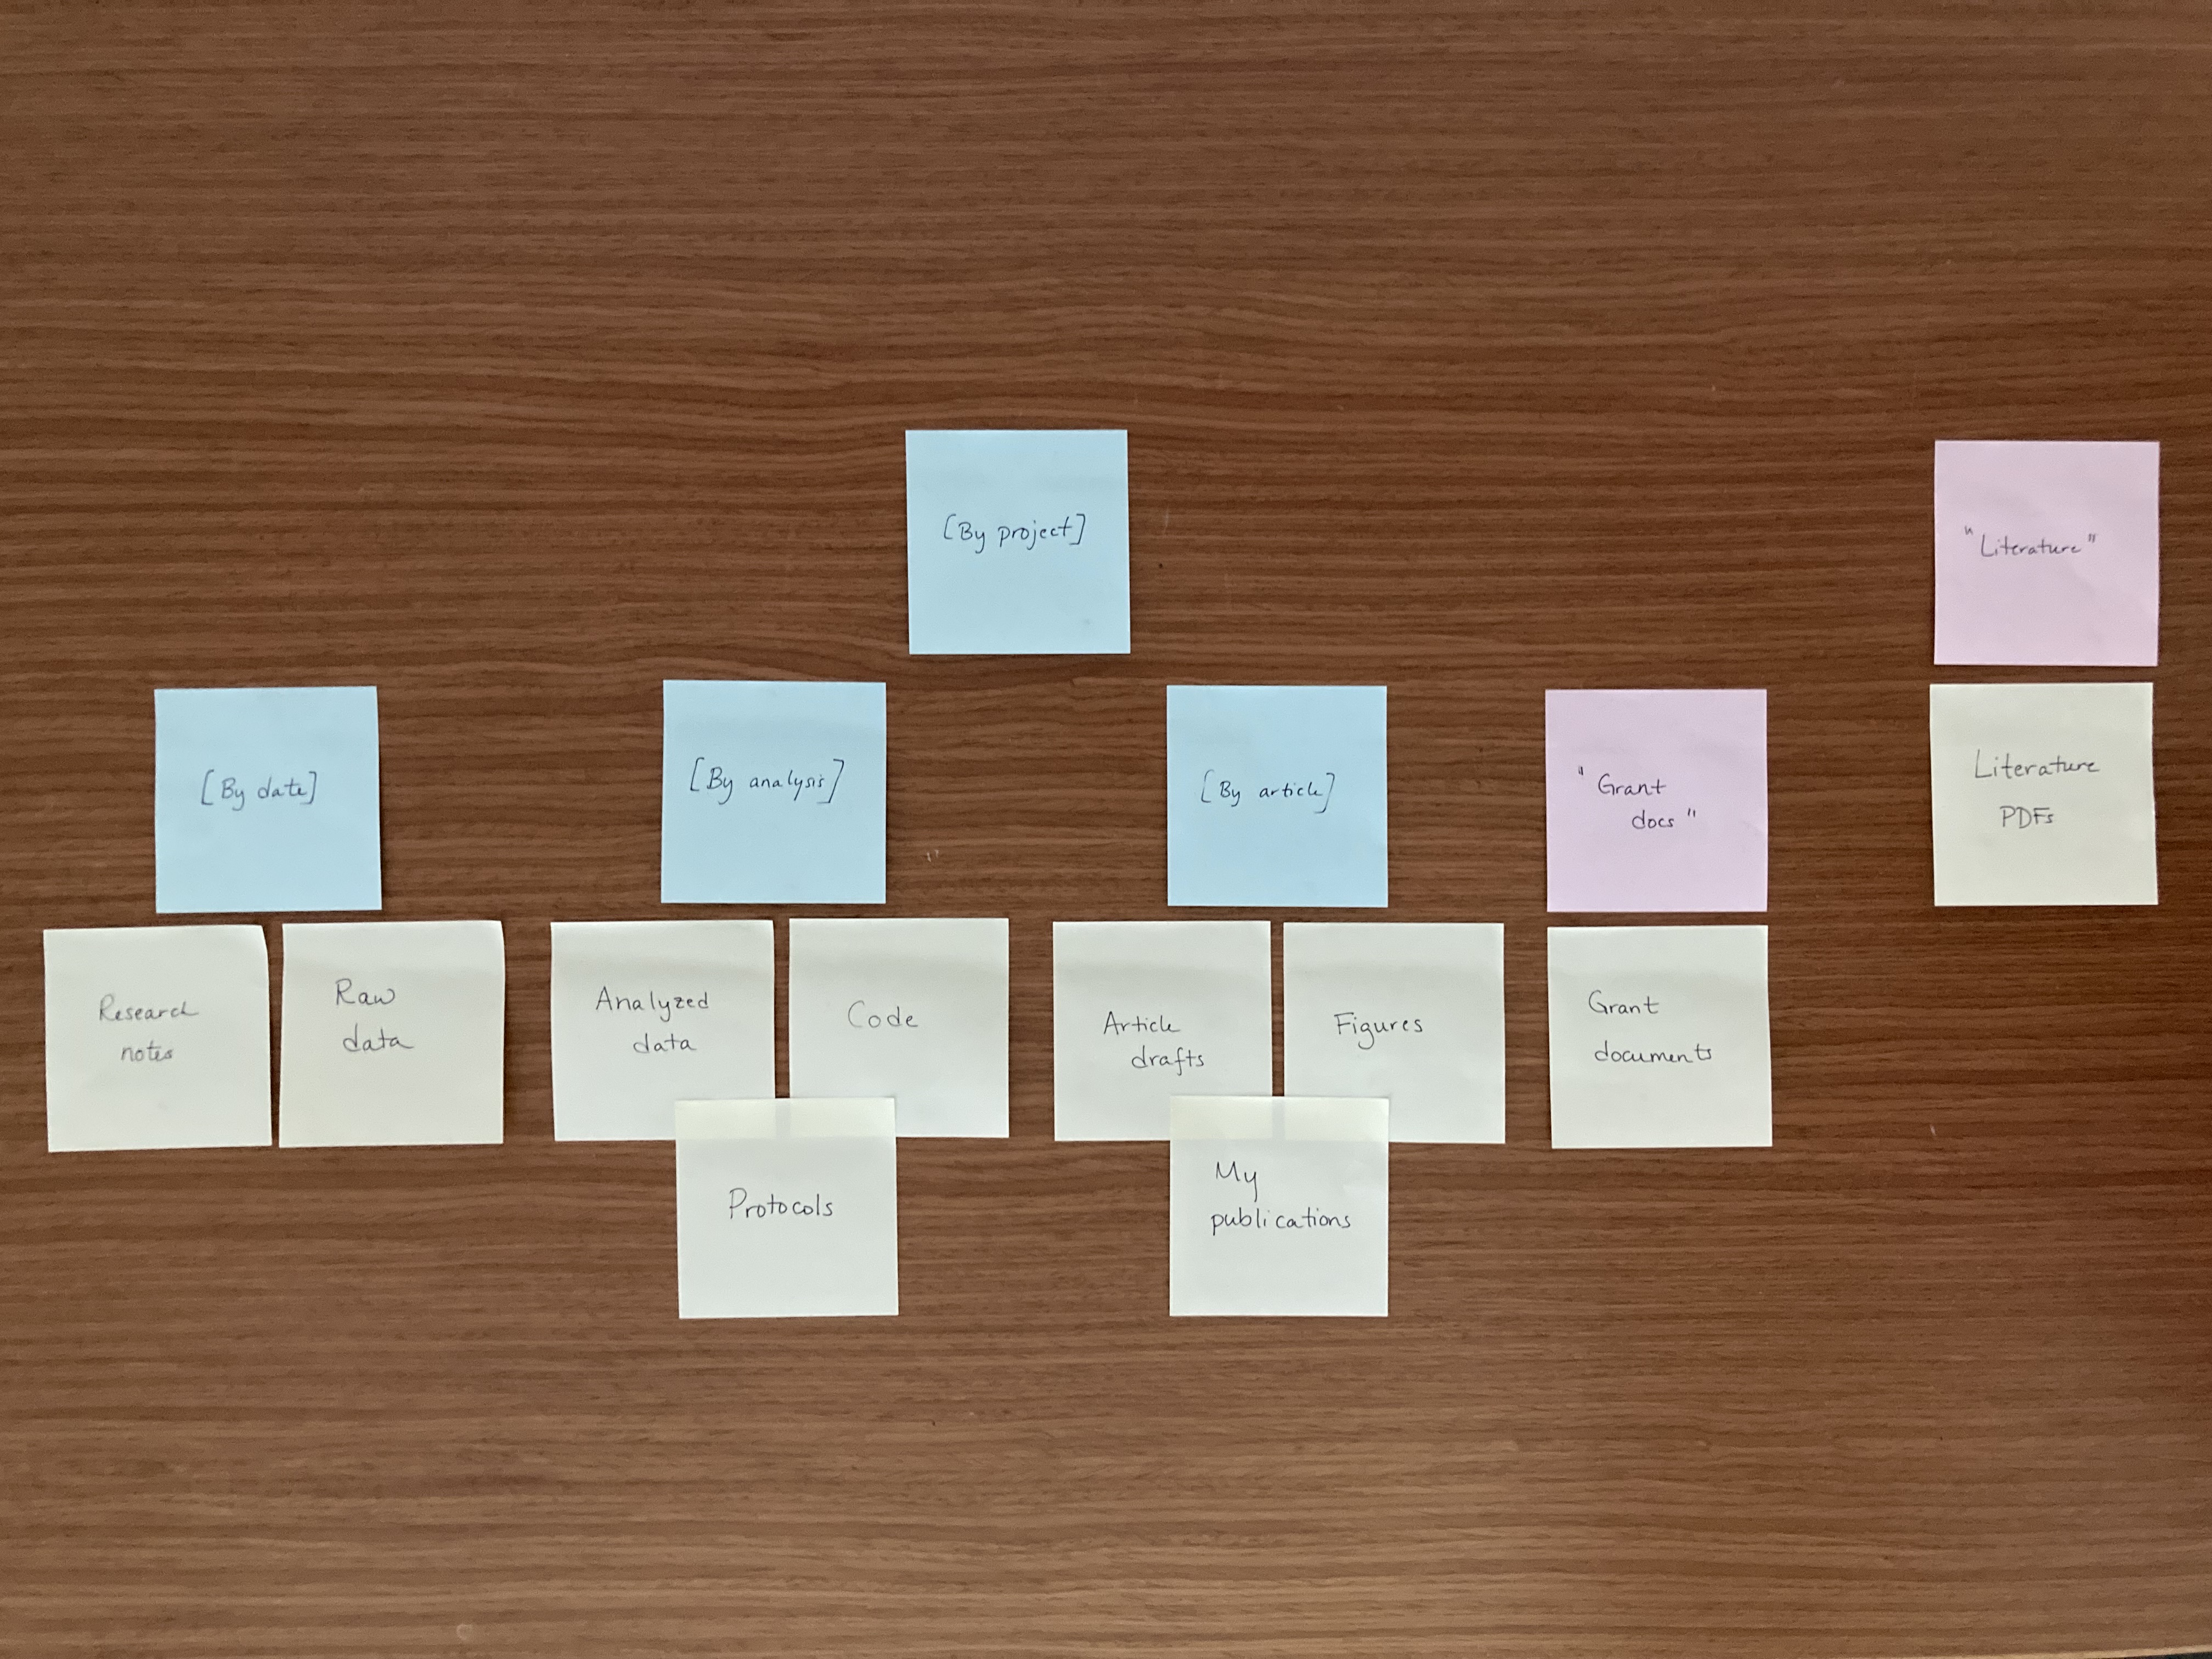 [By project]
"Literature"
[By date]
[By analysis]
[By article]
"Grant
docs"
Literature
PDFs
Research
notes
Raw
data
Analyzed
data
Code
Article
drafts
Figures
Grant
documents
Protocols
My
publications